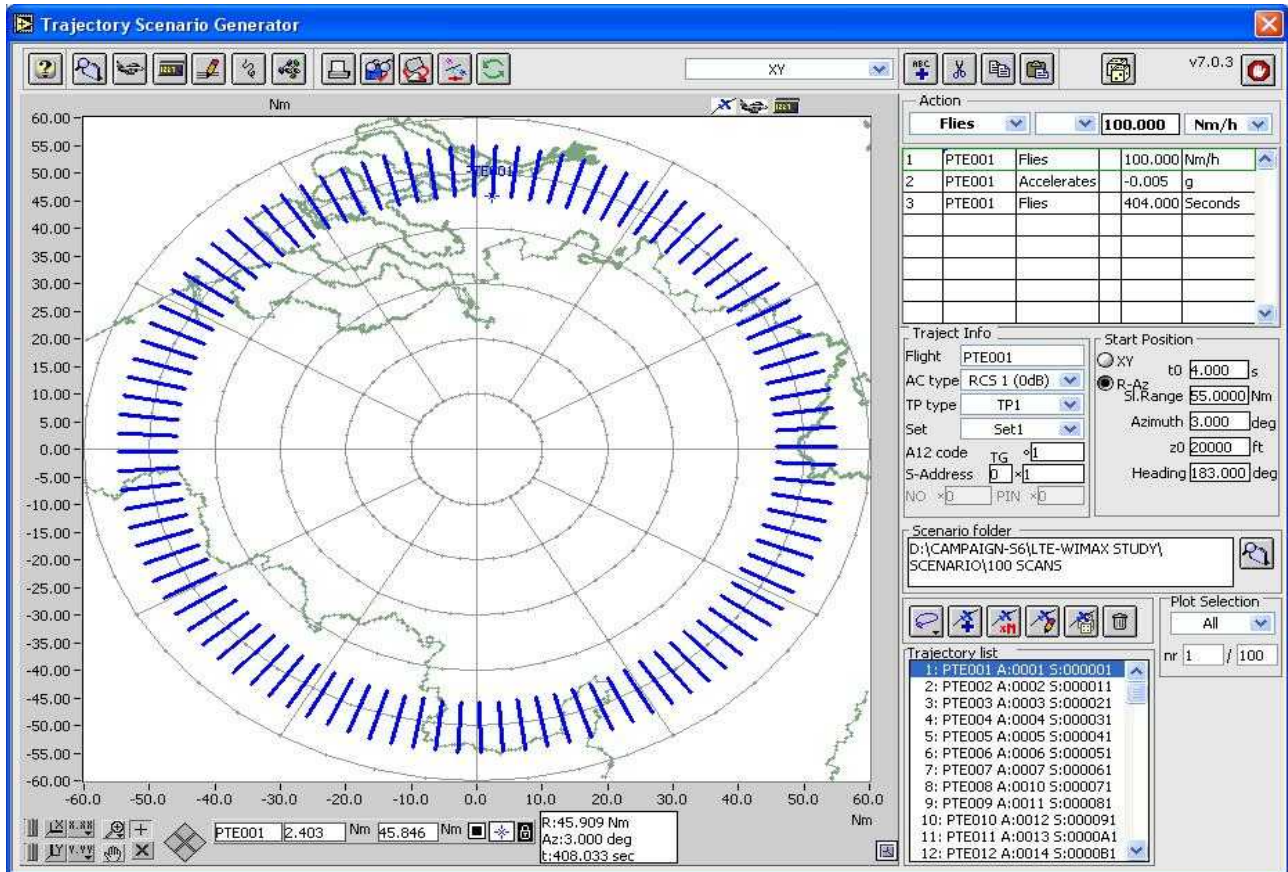 Trajectory Scenario Generator
XY
v7.0.3
Nm
60.00
55.00
50.00
45.00
40.00
35.00
30.00
25.00
20.00
15.00
10.00
5.00
0.00
-5.00
-10.00
-15.00
-20.00
-25.00
-30.00
-35.00
-40.00
-45.00
-50.00
-55.00
-60.00
-60.0 -50.0 -40.0 -30.0 -20.0 -10.0 0.0 10.0 20.0 30.0 40.0 50.0 60.0
Nm
PTE001 2.403 Nm 45.846 Nm
R:45.909 Nm
Az:3.000 deg
t:408.033 sec
Action
Flies 100.000 Nm/h
1 PTE001 Flies 100.000 Nm/h
2 PTE001 Accelerates -0.005 g
3 PTE001 Flies 404.000 Seconds
Traject Info
Flight PTE001
AC type RCS 1 (0dB)
TP type TP1
Set Set1
A12 code °1
S-Address TG 0 ×1
NO ×0 PIN ×0
Start Position
XY
R-Az
t0 4.000 s
Sl.Range 55.0000 Nm
Azimuth 3.000 deg
z0 20000 ft
Heading 183.000 deg
Scenario folder
D:\CAMPAIGN-S6\LTE-WIMAX STUDY\
SCENARIO\100 SCANS
Plot Selection
All
nr 1 / 100
Trajectory list
1: PTE001 A:0001 S:000001
2: PTE002 A:0002 S:000011
3: PTE003 A:0003 S:000021
4: PTE004 A:0004 S:000031
5: PTE005 A:0005 S:000041
6: PTE006 A:0006 S:000051
7: PTE007 A:0007 S:000061
8: PTE008 A:0010 S:000071
9: PTE009 A:0011 S:000081
10: PTE010 A:0012 S:000091
11: PTE011 A:0013 S:0000A1
12: PTE012 A:0014 S:0000B1